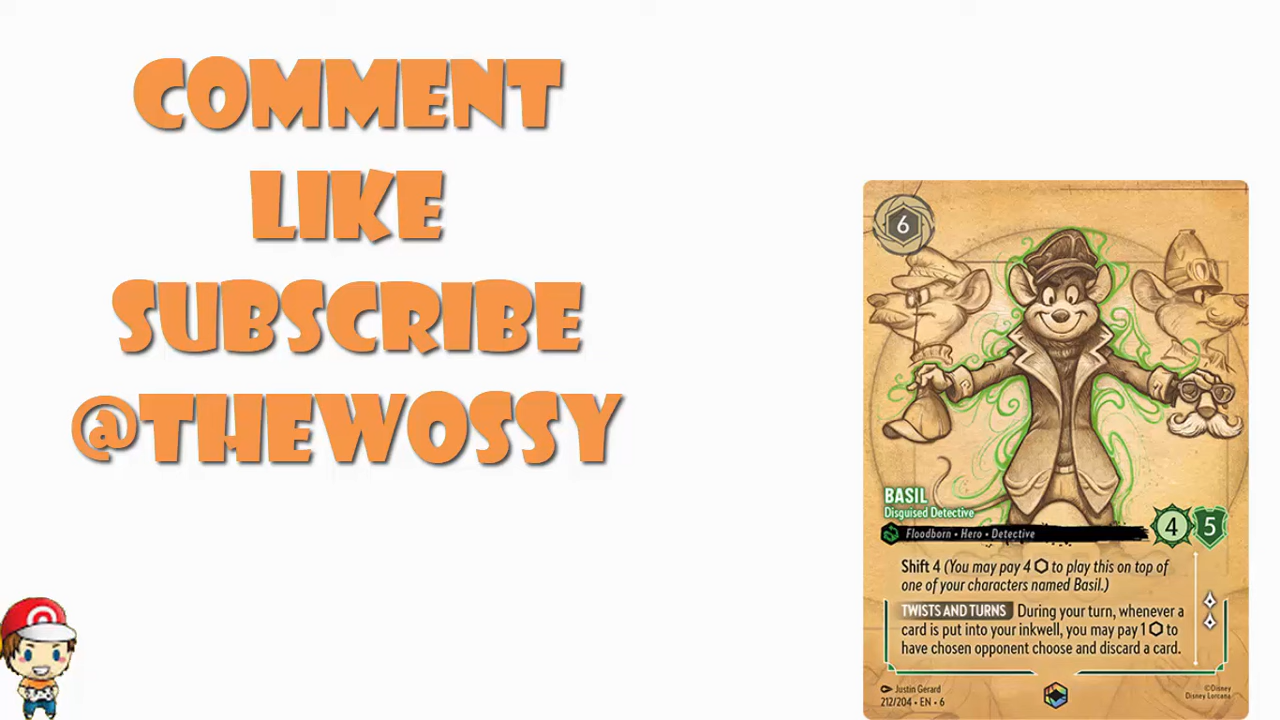 COMMENT
LIKE
SUBSCRIBE
@THEWOSSY
6
BASIL
Disguised Detective
Floodborn • Hero • Detective
4 5
Shift 4 (You may pay 4 ⬡ to play this on top of
one of your characters named Basil.)
TWISTS AND TURNS During your turn, whenever a
card is put into your inkwell, you may pay 1 ⬡ to
have chosen opponent choose and discard a card.
Justin Gerard
212/204 • EN • 6
©Disney
Disney Lorcana